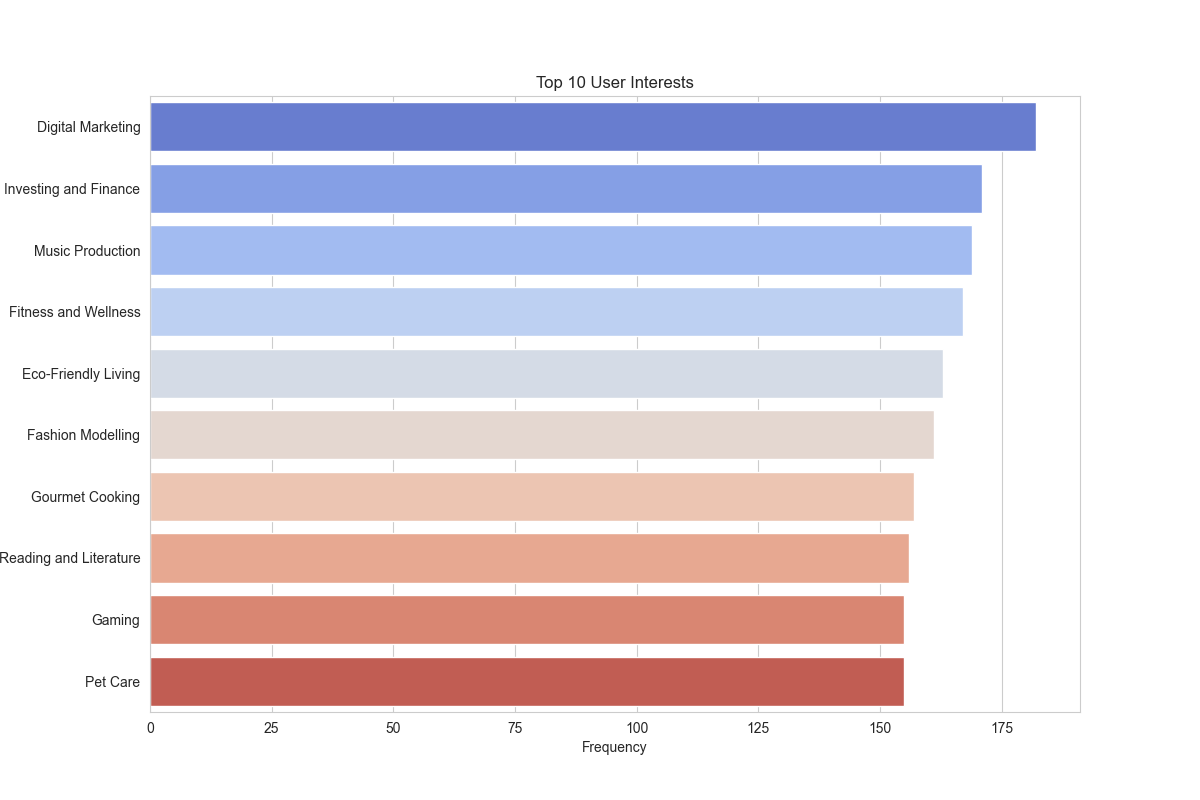 Top 10 User Interests
Digital Marketing
Investing and Finance
Music Production
Fitness and Wellness
Eco-Friendly Living
Fashion Modelling
Gourmet Cooking
Reading and Literature
Gaming
Pet Care
0 25 50 75 100 125 150 175
Frequency